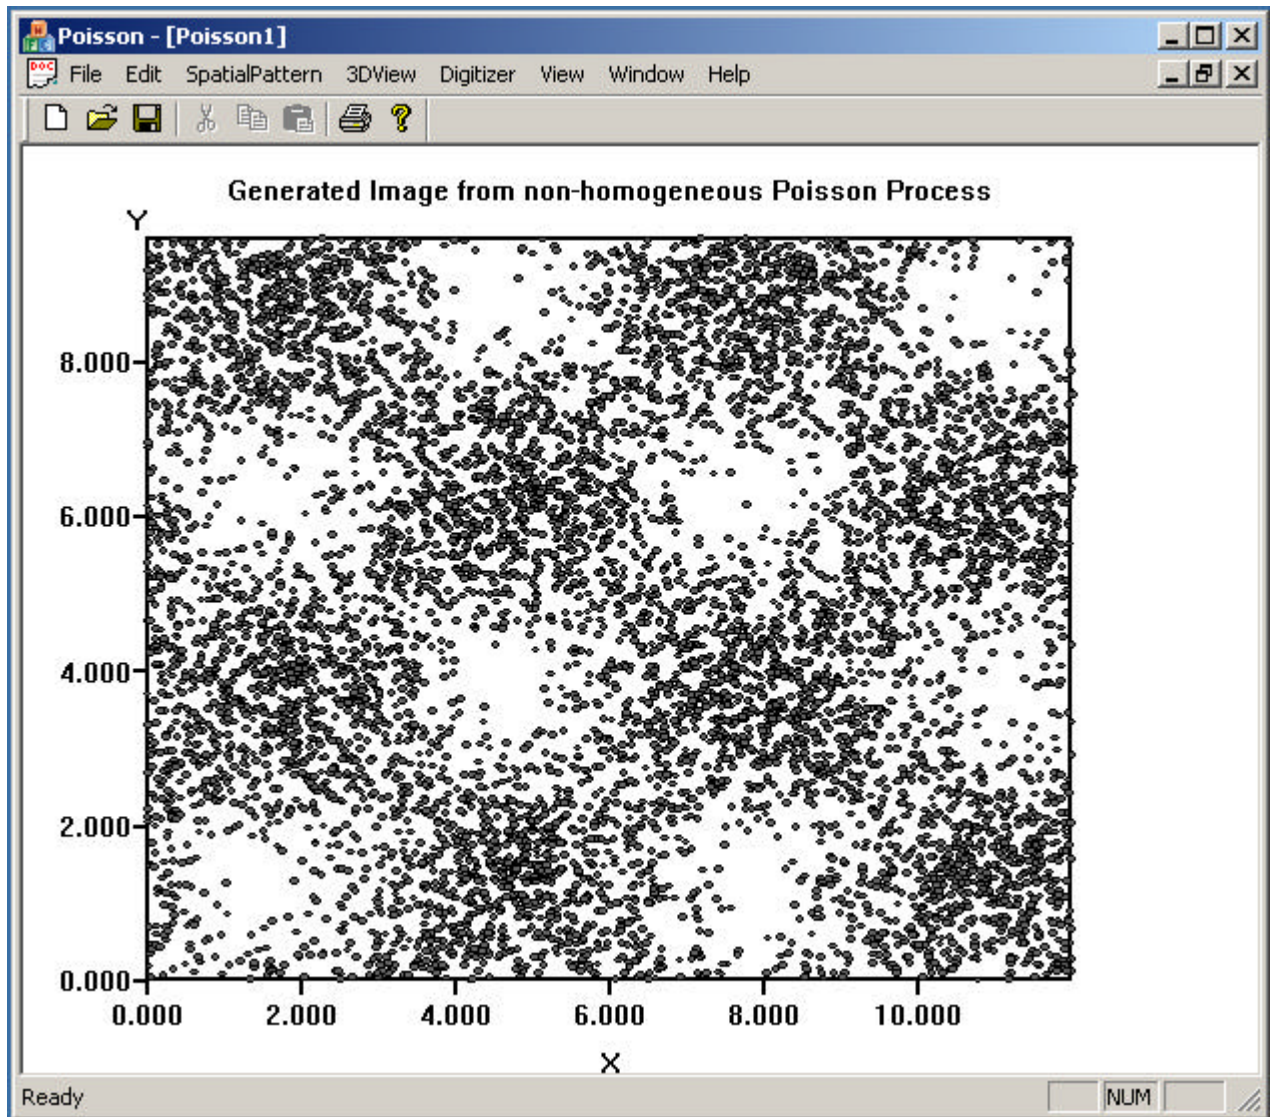 Poisson - [Poisson1]
DOC File Edit SpatialPattern 3DView Digitizer View Window Help
Generated Image from non-homogeneous Poisson Process
Y
8.000
6.000
4.000
2.000
0.000
0.000 2.000 4.000 6.000 8.000 10.000
X
Ready NUM